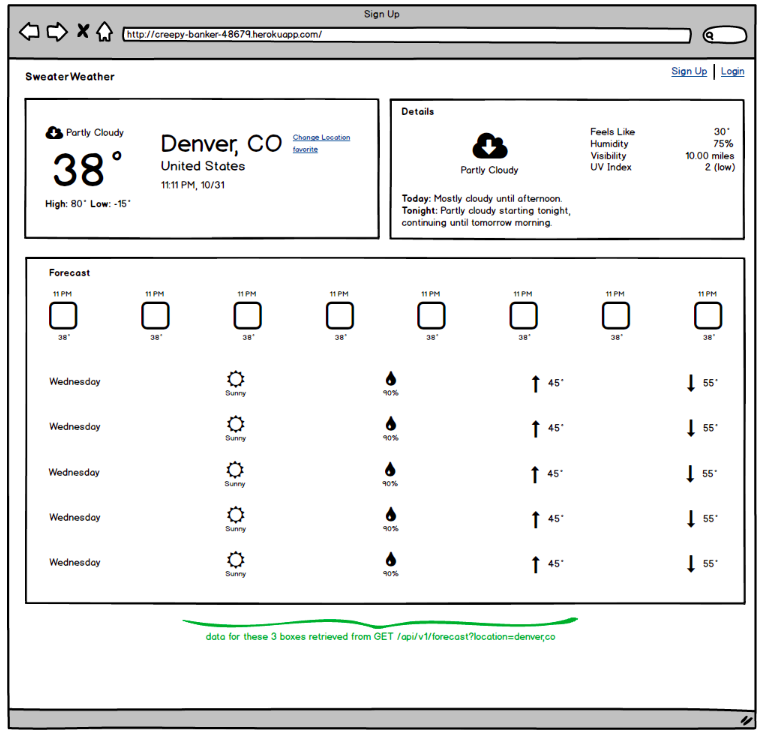 Sign Up
http://creepy-banker-48679.herokuapp.com/
SweaterWeather
Sign Up Login
Partly Cloudy
38°
High: 80° Low: -15°
Denver, CO
Change Location
favorite
United States
11:11 PM, 10/31
Details
Partly Cloudy
Feels Like 30°
Humidity 75%
Visibility 10.00 miles
UV Index 2 (low)
Today: Mostly cloudy until afternoon.
Tonight: Partly cloudy starting tonight,
continuing until tomorrow morning.
Forecast
11 PM 11 PM 11 PM 11 PM 11 PM 11 PM 11 PM 11 PM
38° 38° 38° 38° 38° 38° 38° 38°
Wednesday Sunny 90% 45° 55°
Wednesday Sunny 90% 45° 55°
Wednesday Sunny 90% 45° 55°
Wednesday Sunny 90% 45° 55°
Wednesday Sunny 90% 45° 55°
data for these 3 boxes retrieved from GET /api/v1/forecast?location=denver,co